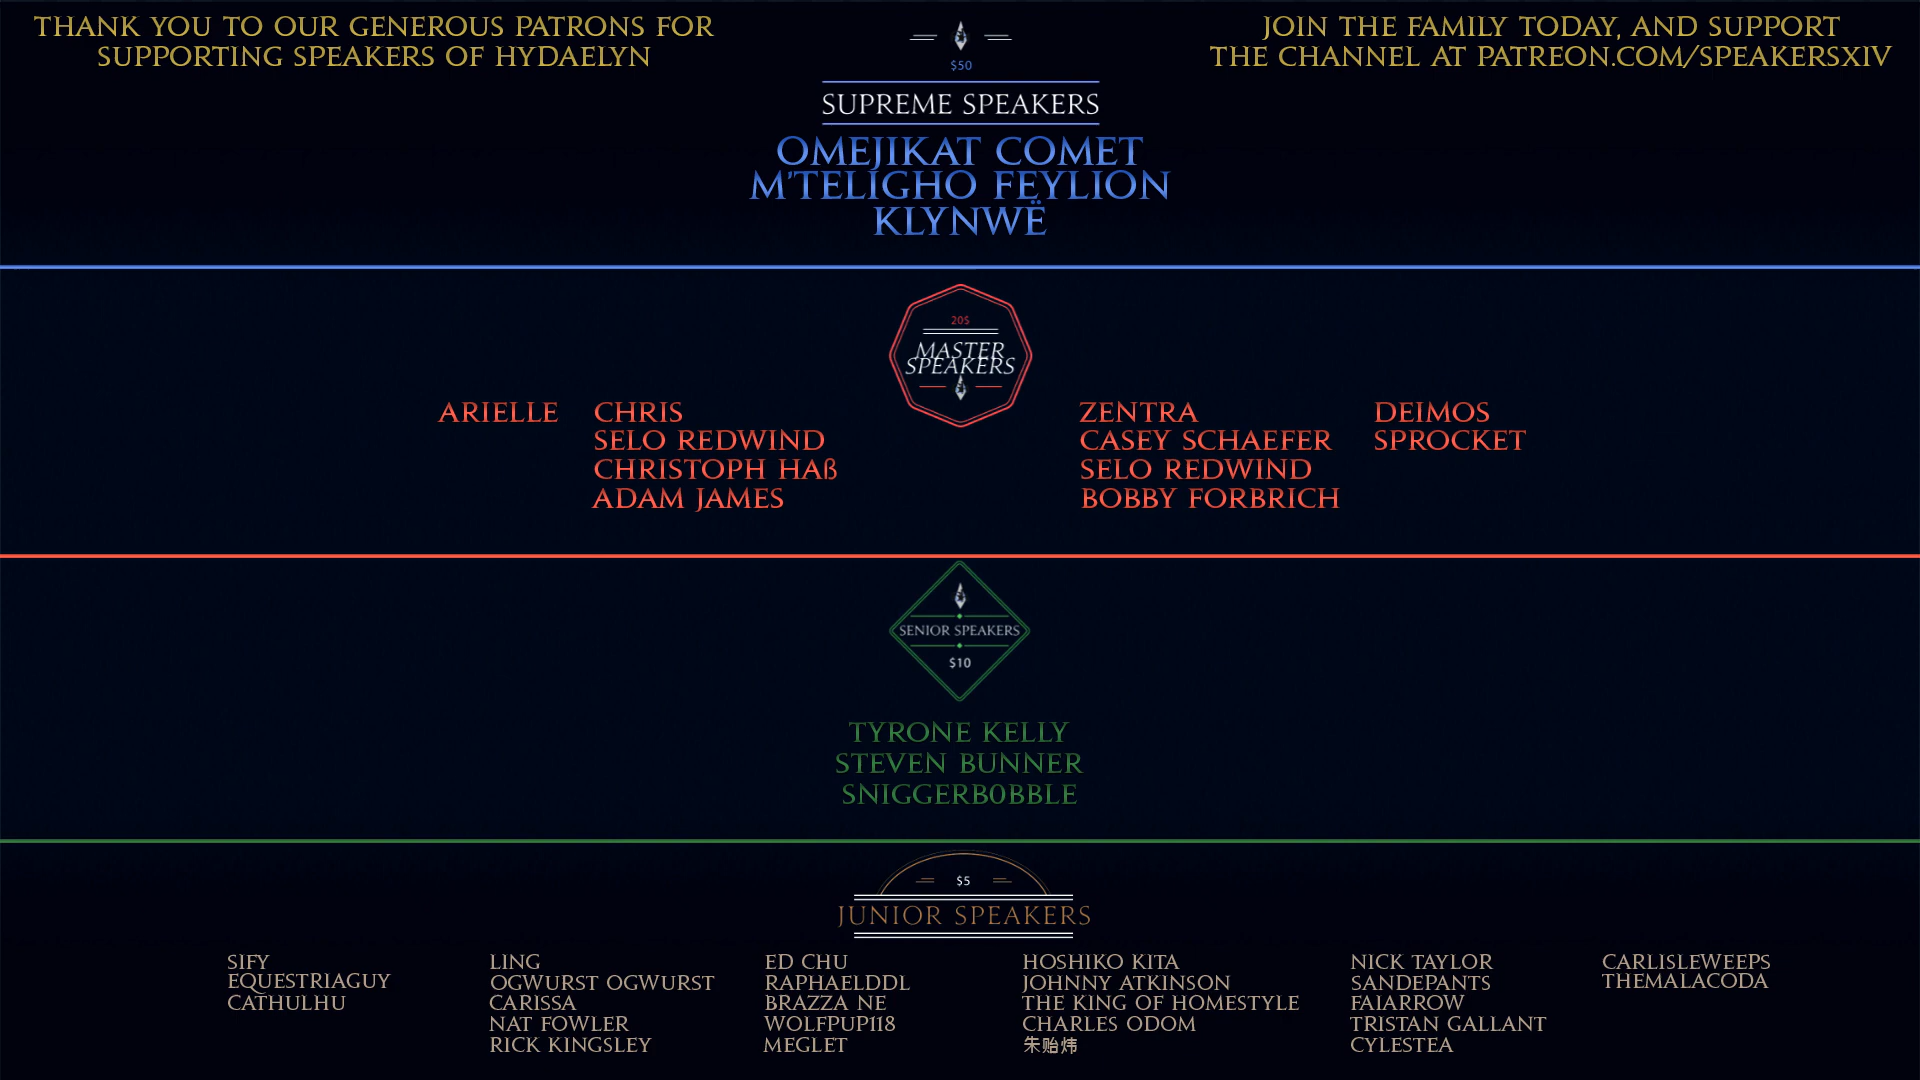 THANK YOU TO OUR GENEROUS PATRONS FOR
SUPPORTING SPEAKERS OF HYDAELYN
JOIN THE FAMILY TODAY, AND SUPPORT
THE CHANNEL AT PATREON.COM/SPEAKERSXIV
$50
SUPREME SPEAKERS
OMEJIKAT COMET
M'TELIGHO FEYLION
KLYNWË
20$
MASTER
SPEAKERS
ARIELLE
CHRIS
SELO REDWIND
CHRISTOPH HAß
ADAM JAMES
ZENTRA
CASEY SCHAEFER
SELO REDWIND
BOBBY FORBRICH
DEIMOS
SPROCKET
SENIOR SPEAKERS
$10
TYRONE KELLY
STEVEN BUNNER
SNIGGERB0BBLE
$5
JUNIOR SPEAKERS
SIFY
EQUESTRIAGUY
CATHULHU
LING
OGWURST OGWURST
CARISSA
NAT FOWLER
RICK KINGSLEY
ED CHU
RAPHAELDDL
BRAZZA NE
WOLFPUP118
MEGLET
HOSHIKO KITA
JOHNNY ATKINSON
THE KING OF HOMESTYLE
CHARLES ODOM
朱贻炜
NICK TAYLOR
SANDEPANTS
FAIARROW
TRISTAN GALLANT
CYLESTEA
CARLISLEWEEPS
THEMALACODA